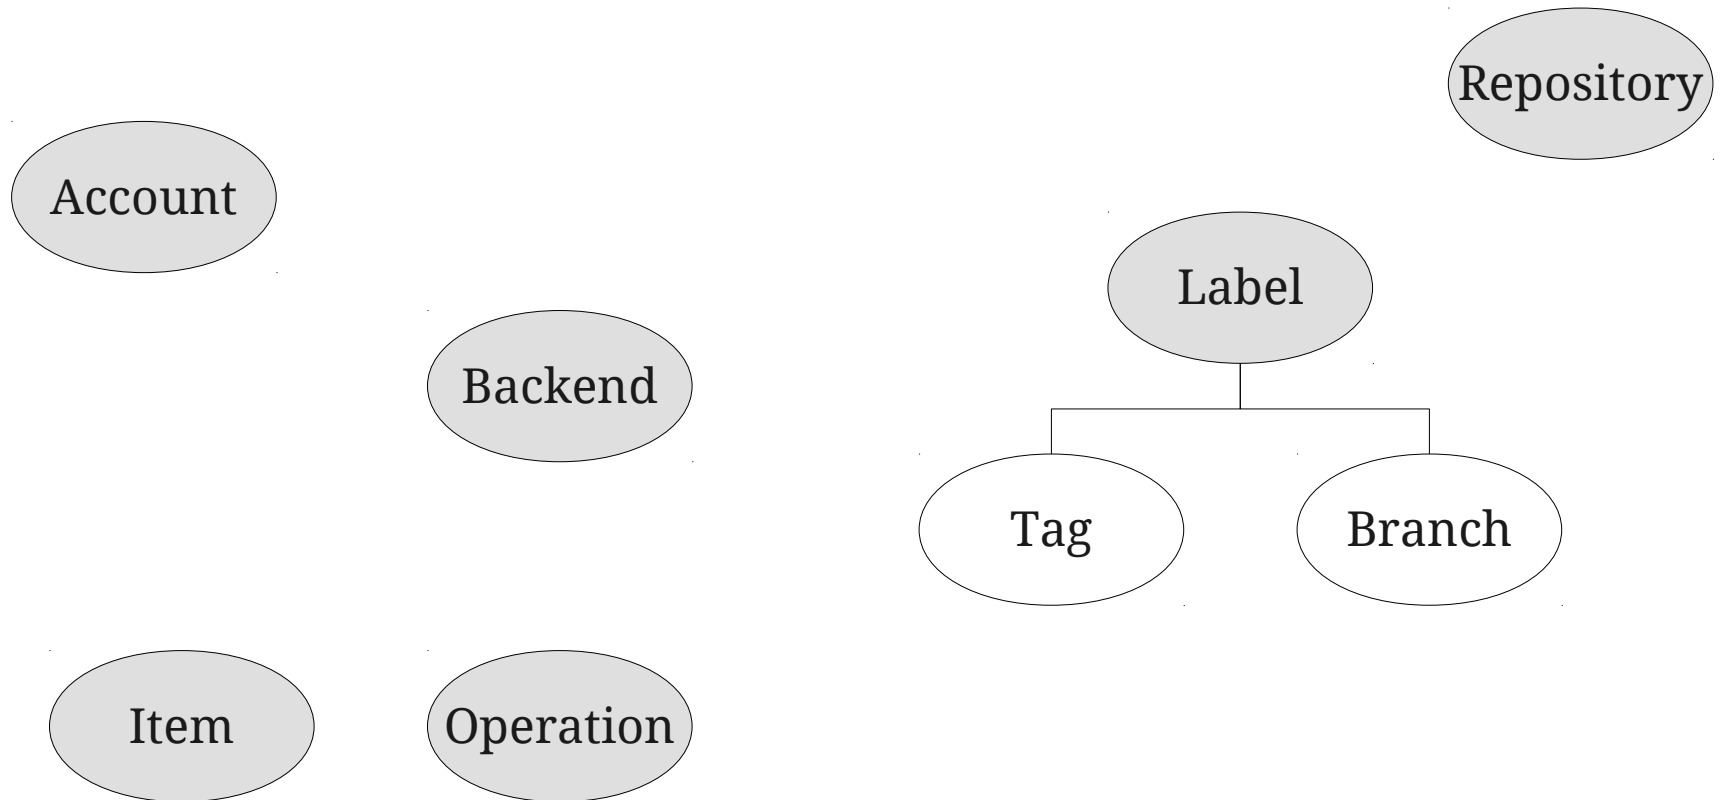 Repository
Account
Label
Backend
Tag
Branch
Item
Operation